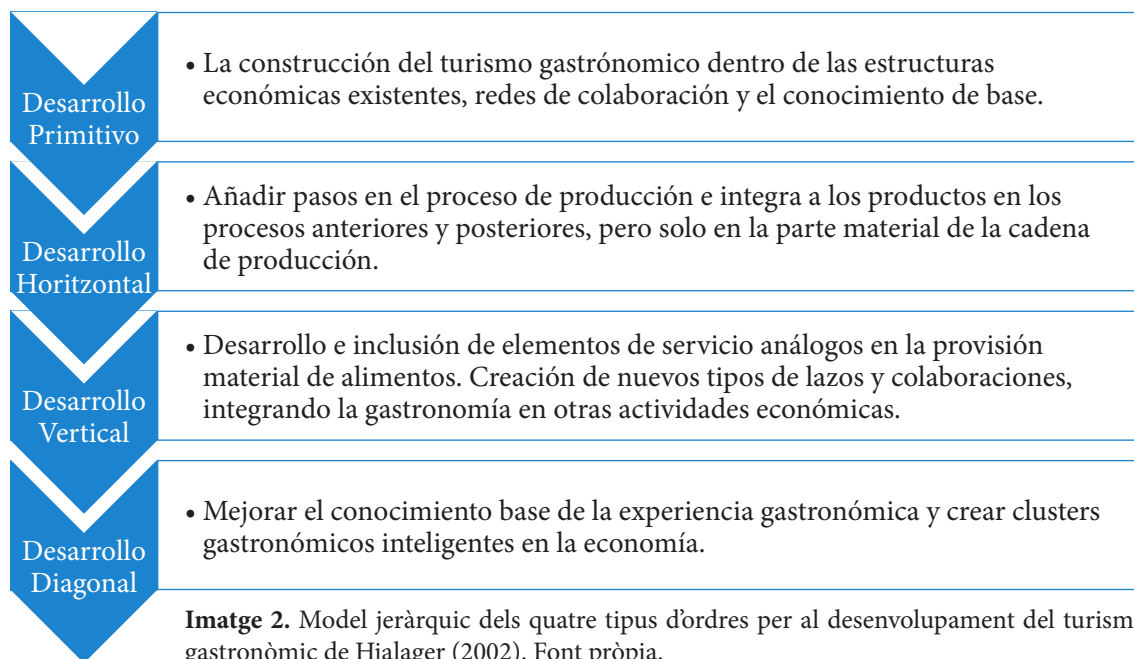 Desarrollo
Primitivo
• La construcción del turismo gastrónomico dentro de las estructuras
económicas existentes, redes de colaboración y el conocimiento de base.
Desarrollo
Horitzontal
• Añadir pasos en el proceso de producción e integra a los productos en los
procesos anteriores y posteriores, pero solo en la parte material de la cadena
de producción.
Desarrollo
Vertical
• Desarrollo e inclusión de elementos de servicio análogos en la provisión
material de alimentos. Creación de nuevos tipos de lazos y colaboraciones,
integrando la gastronomía en otras actividades económicas.
Desarrollo
Diagonal
• Mejorar el conocimiento base de la experiencia gastronómica y crear clusters
gastronómicos inteligentes en la economía.
Imatge 2. Model jeràrquic dels quatre tipus d'ordres per al desenvolupament del turism
gastronòmic de Hjalager (2002). Font pròpia.